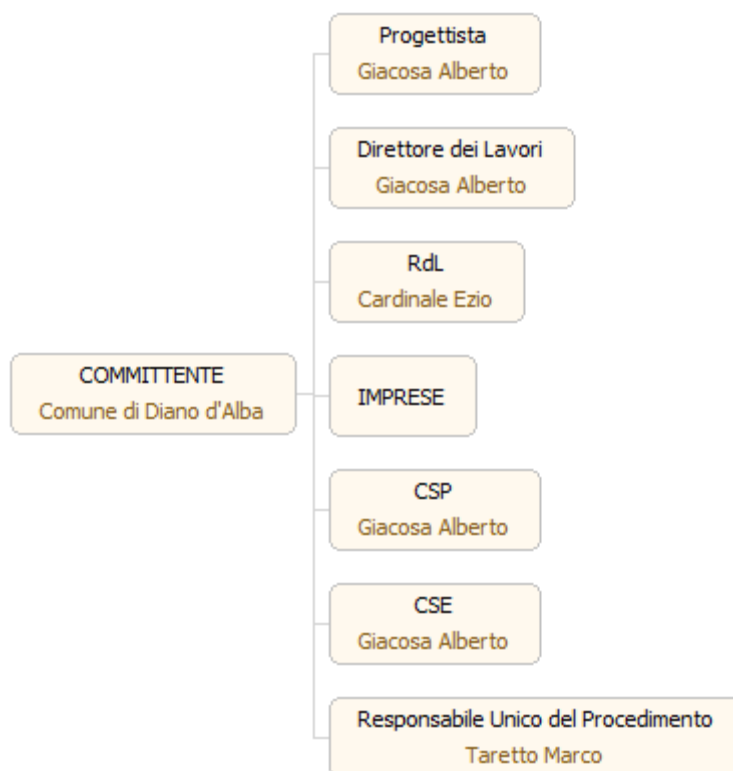 Progettista
Giacosa Alberto
Direttore dei Lavori
Giacosa Alberto
RdL
Cardinale Ezio
COMMITTENTE
Comune di Diano d'Alba
IMPRESE
CSP
Giacosa Alberto
CSE
Giacosa Alberto
Responsabile Unico del Procedimento
Taretto Marco